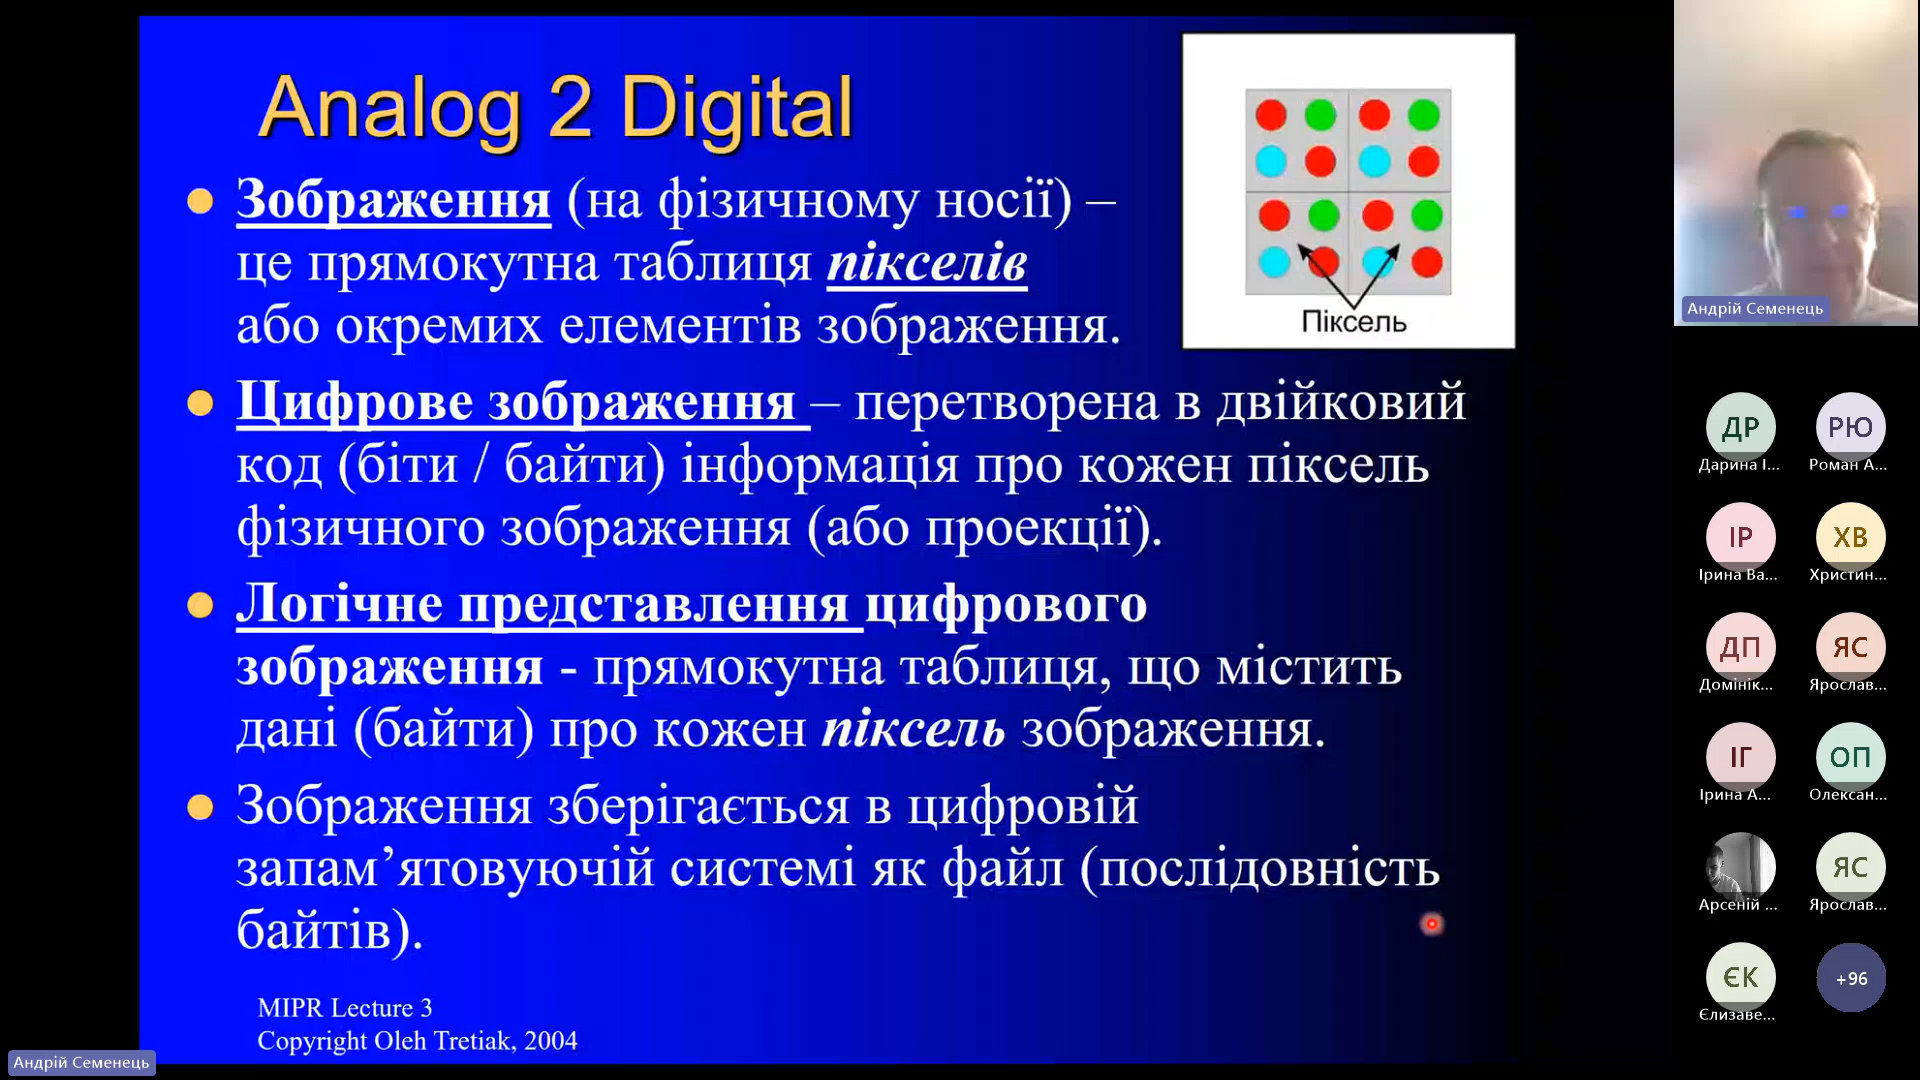 Analog 2 Digital
Зображення (на фізичному носії) –
це прямокутна таблиця пікселів
або окремих елементів зображення.
Піксель
Цифрове зображення – перетворена в двійковий
код (біти / байти) інформація про кожен піксель
фізичного зображення (або проекції).
Логічне представлення цифрового
зображення - прямокутна таблиця, що містить
дані (байти) про кожен піксель зображення.
Зображення зберігається в цифровій
запам’ятовуючій системі як файл (послідовність
байтів).
MIPR Lecture 3
Copyright Oleh Tretiak, 2004
Андрій Семенець
Андрій Семенець
ДР
РЮ
Дарина І...
Роман А...
ІР
ХВ
Ірина Ва...
Христин...
ДП
ЯС
Домінік...
Ярослав...
ІГ
ОП
Ірина А...
Олексан...
ЯС
Арсеній ...
Ярослав...
ЄК
+96
Єлизаве...